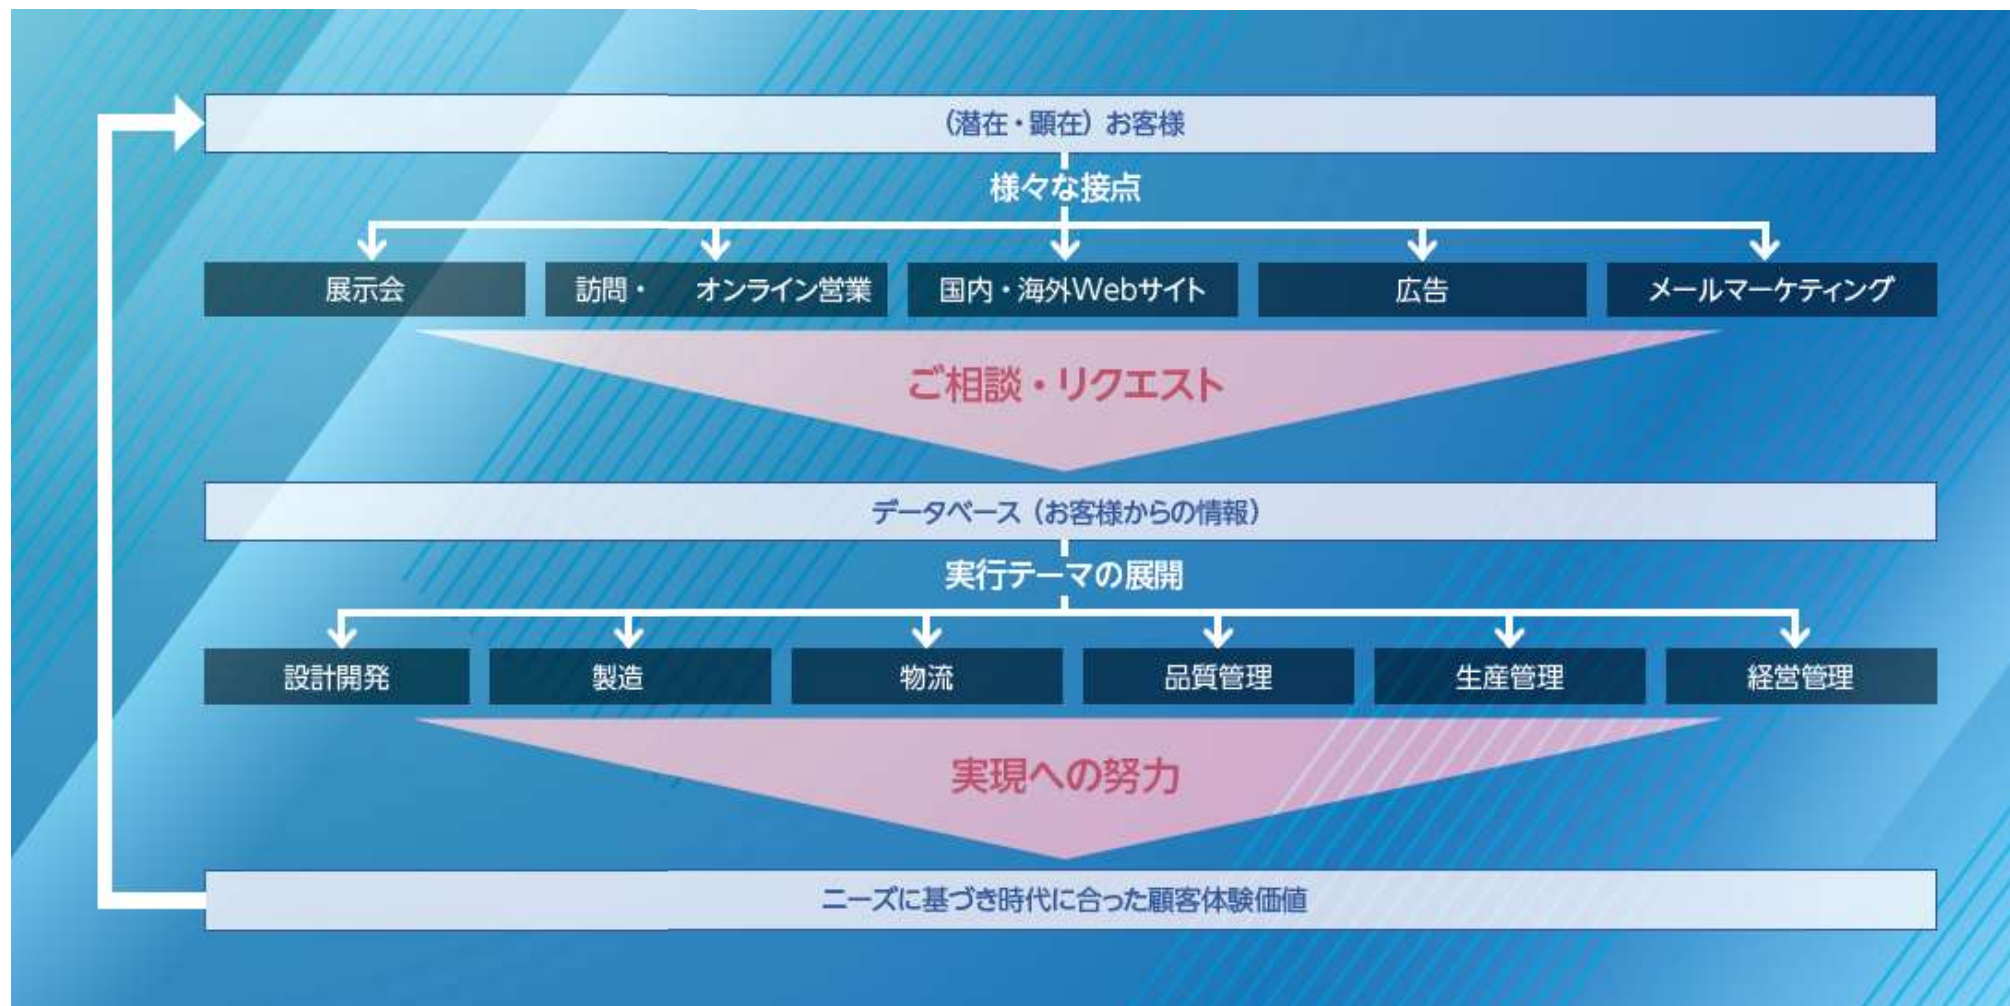 （潜在・顕在）お客様
様々な接点
展示会
訪問・　オンライン営業
国内・海外Webサイト
広告
メールマーケティング
ご相談・リクエスト
データベース（お客様からの情報）
実行テーマの展開
設計開発
製造
物流
品質管理
生産管理
経営管理
実現への努力
ニーズに基づき時代に合った顧客体験価値